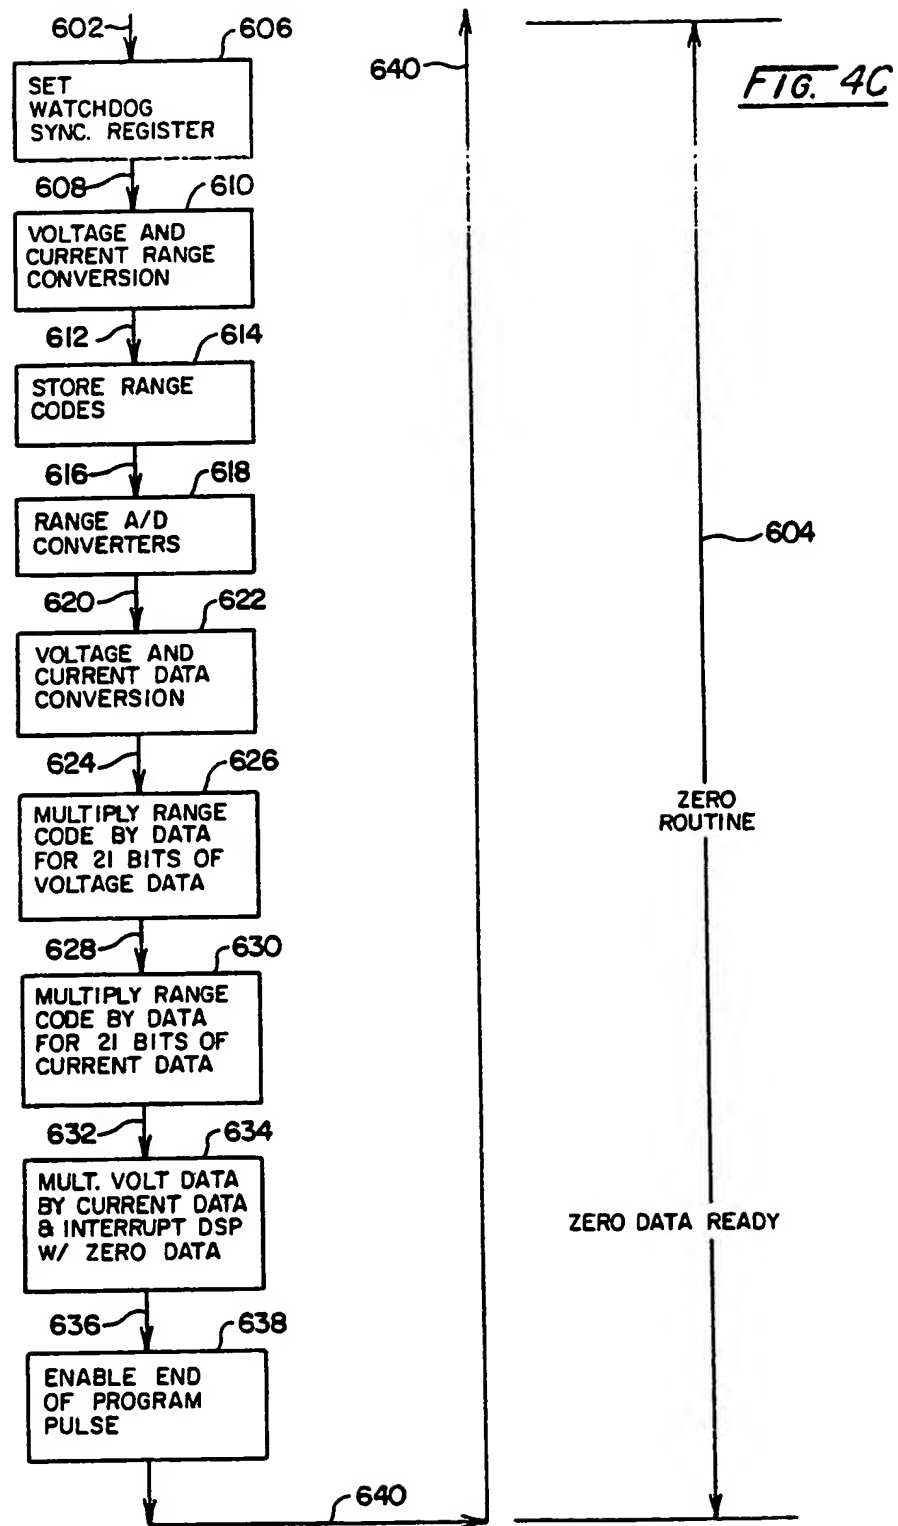 602
606
SET
WATCHDOG
SYNC. REGISTER
608
610
VOLTAGE AND
CURRENT RANGE
CONVERSION
612
614
STORE RANGE
CODES
616
618
RANGE A/D
CONVERTERS
620
622
VOLTAGE AND
CURRENT DATA
CONVERSION
624
626
MULTIPLY RANGE
CODE BY DATA
FOR 21 BITS OF
VOLTAGE DATA
628
630
MULTIPLY RANGE
CODE BY DATA
FOR 21 BITS OF
CURRENT DATA
632
634
MULT. VOLT DATA
BY CURRENT DATA
& INTERRUPT DSP
W/ ZERO DATA
636
638
ENABLE END
OF PROGRAM
PULSE
640
640
FIG. 4C
604
ZERO
ROUTINE
ZERO DATA READY